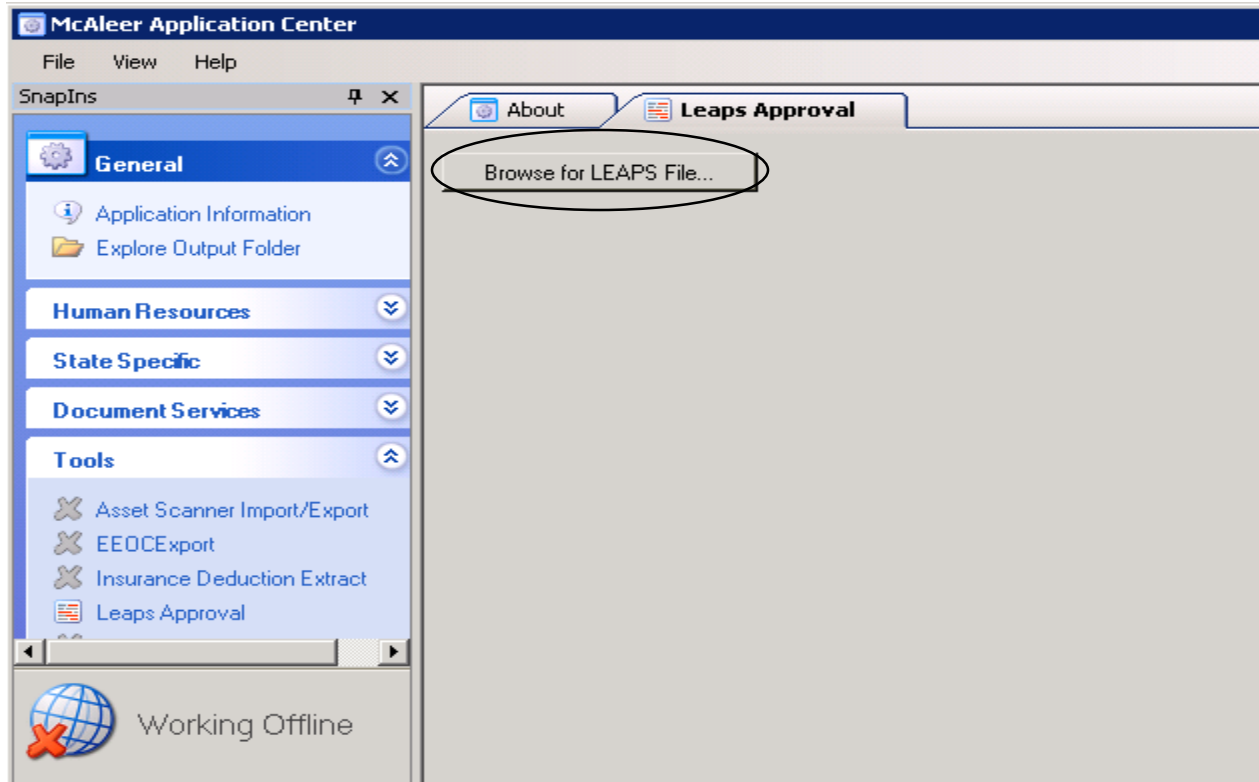 McAleer Application Center
File View Help
SnapIns
About
Leaps Approval
Browse for LEAPS File...
General
Application Information
Explore Output Folder
Human Resources
State Specific
Document Services
Tools
Asset Scanner Import/Export
EEOCExport
Insurance Deduction Extract
Leaps Approval
Working Offline